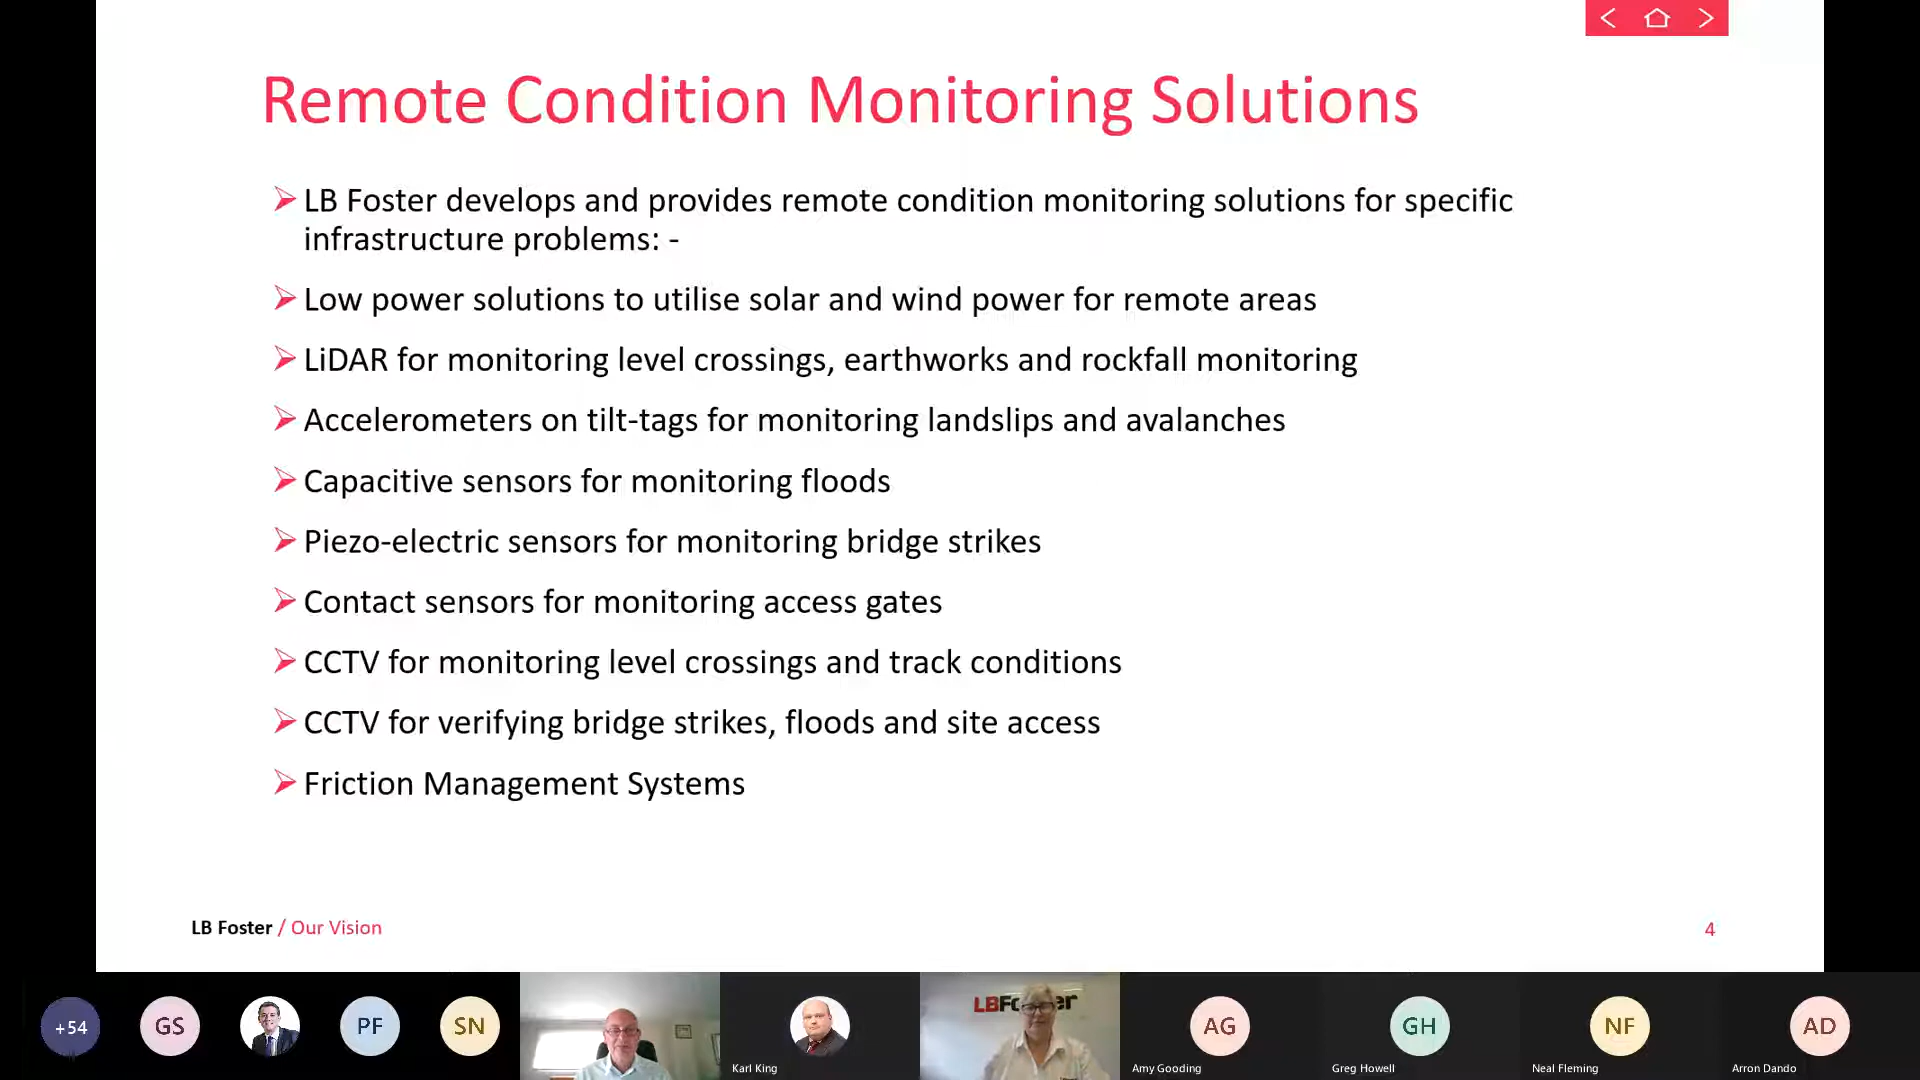 Remote Condition Monitoring Solutions
LB Foster develops and provides remote condition monitoring solutions for specific
infrastructure problems: -
Low power solutions to utilise solar and wind power for remote areas
LiDAR for monitoring level crossings, earthworks and rockfall monitoring
Accelerometers on tilt-tags for monitoring landslips and avalanches
Capacitive sensors for monitoring floods
Piezo-electric sensors for monitoring bridge strikes
Contact sensors for monitoring access gates
CCTV for monitoring level crossings and track conditions
CCTV for verifying bridge strikes, floods and site access
Friction Management Systems
LB Foster / Our Vision
4
+54
GS
PF
SN
Karl King
AG
Amy Gooding
GH
Greg Howell
NF
Neal Fleming
AD
Arron Dando